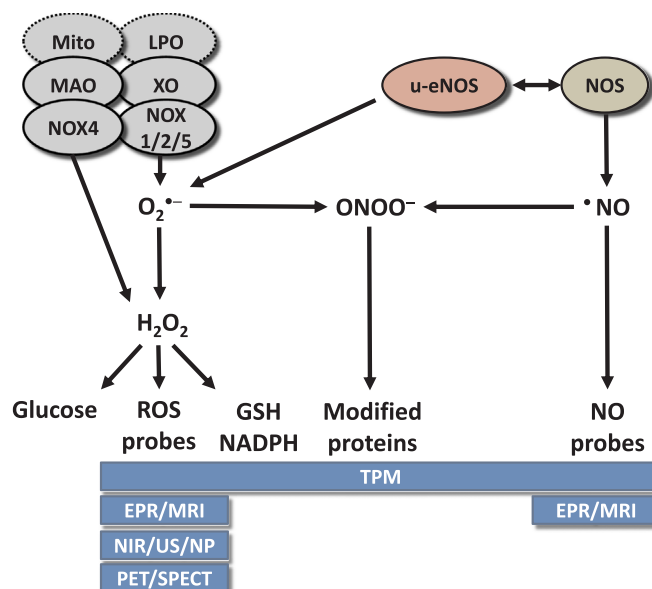 Mito LPO
MAO XO
u-eNOS NOS
NOX4 NOX
1/2/5
O₂•− ONOO− •NO
H₂O₂
Glucose ROS
probes
GSH
NADPH
Modified
proteins
NO
probes
TPM
EPR/MRI EPR/MRI
NIR/US/NP
PET/SPECT